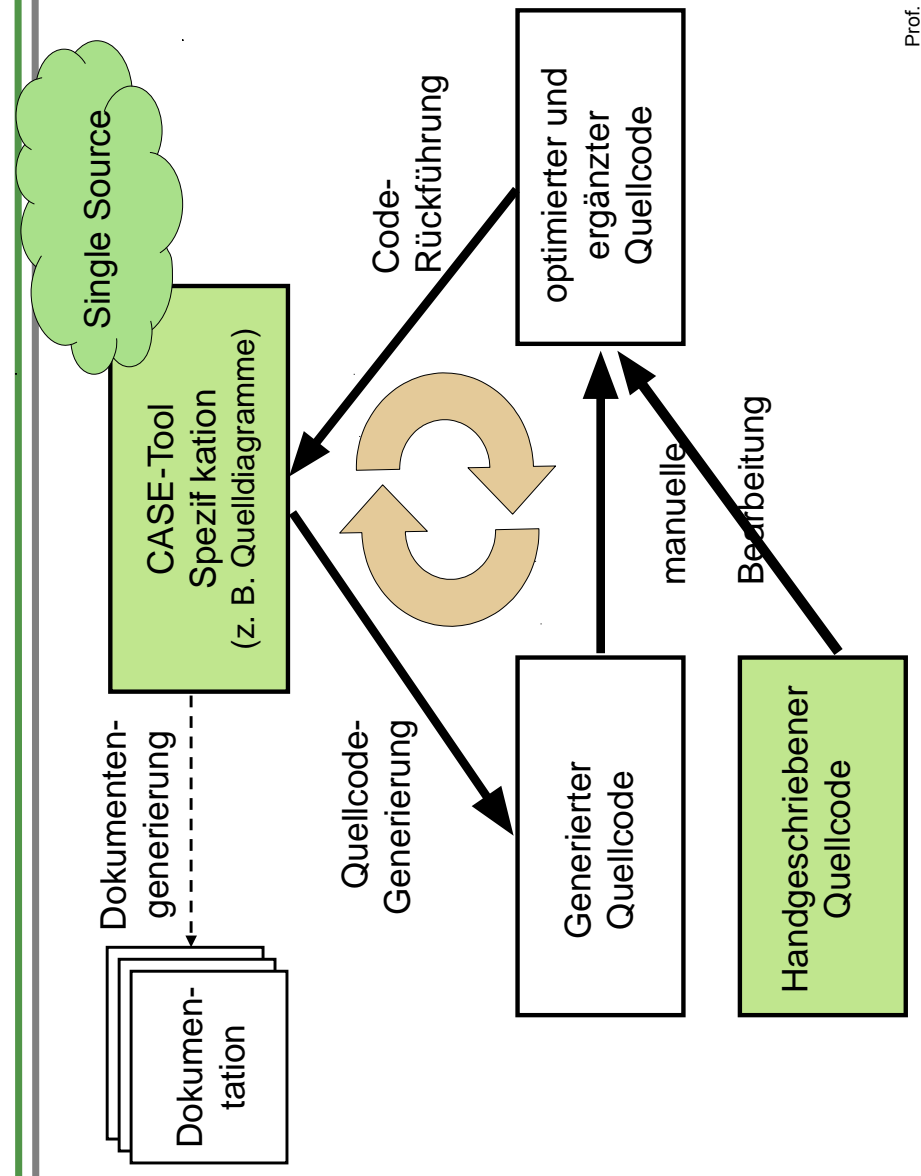 Single Source
CASE-Tool
Spezif kation
(z. B. Quelldiagramme)
Dokumenten-
generierung
Dokumen-
tation
Quellcode-
Generierung
Code-
Rückführung
Generierter
Quellcode
manuelle
Bearbeitung
optimierter und
ergänzter
Quellcode
Handgeschriebener
Quellcode
Prof.